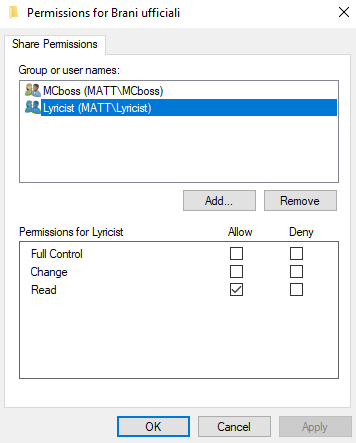 Permissions for Brani ufficiali
Share Permissions
Group or user names:
MCboss (MATT\MCboss)
Lyricist (MATT\Lyricist)
Add... Remove
Permissions for Lyricist Allow Deny
Full Control
Change
Read
OK Cancel Apply